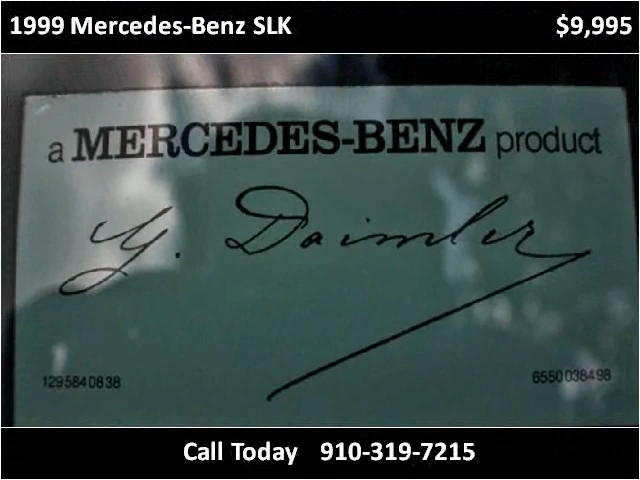 1999 Mercedes-Benz SLK $9,995
a MERCEDES-BENZ product
G. Daimler
1295840838 6550038498
Call Today 910-319-7215